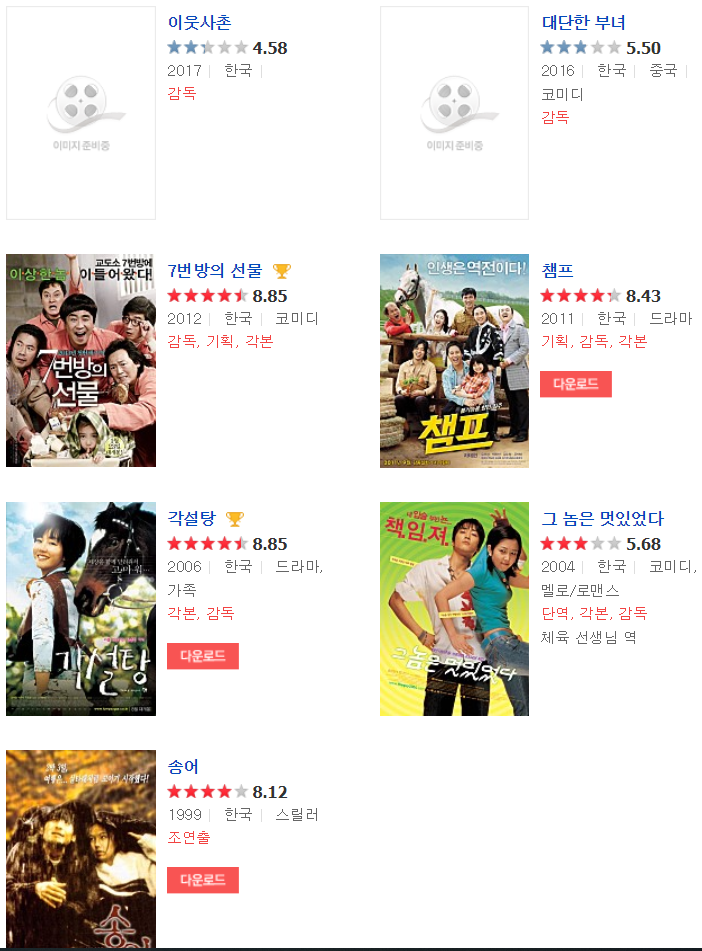 이웃사촌
4.58
2017 한국
감독
이미지 준비중
대단한 부녀
5.50
2016 한국 중국
코미디
감독
이미지 준비중
7번방의 선물
8.85
2012 한국 코미디
감독, 기획, 각본
이상한 놈
교도소 7번방에
이들어왔다!
7번방의
선물
챔프
8.43
2011 한국 드라마
기획, 감독, 각본
다운로드
인생은 역전이다!
챔프
각설탕
8.85
2006 한국 드라마,
가족
각본, 감독
다운로드
고마워...
각설탕
그 놈은 멋있었다
5.68
2004 한국 코미디,
멜로/로맨스
단역, 각본, 감독
체육 선생님 역
책.임.져.
그놈은 멋있었다
송어
8.12
1999 한국 스릴러
조연출
다운로드
송어